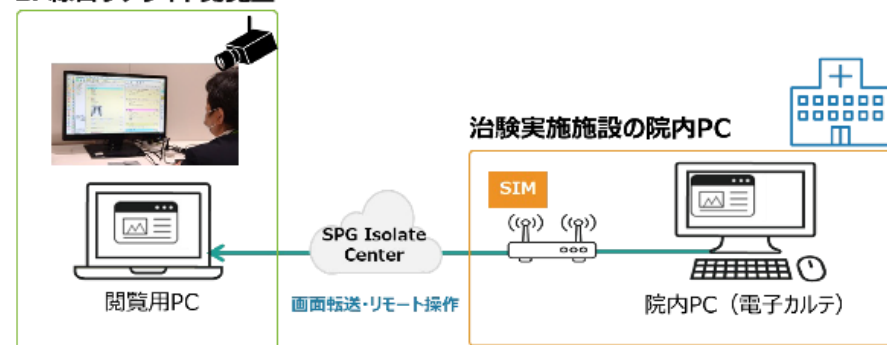 治験実施施設の院内PC
SIM
SPG Isolate
Center
閲覧用PC
画面転送・リモート操作
院内PC（電子カルテ）